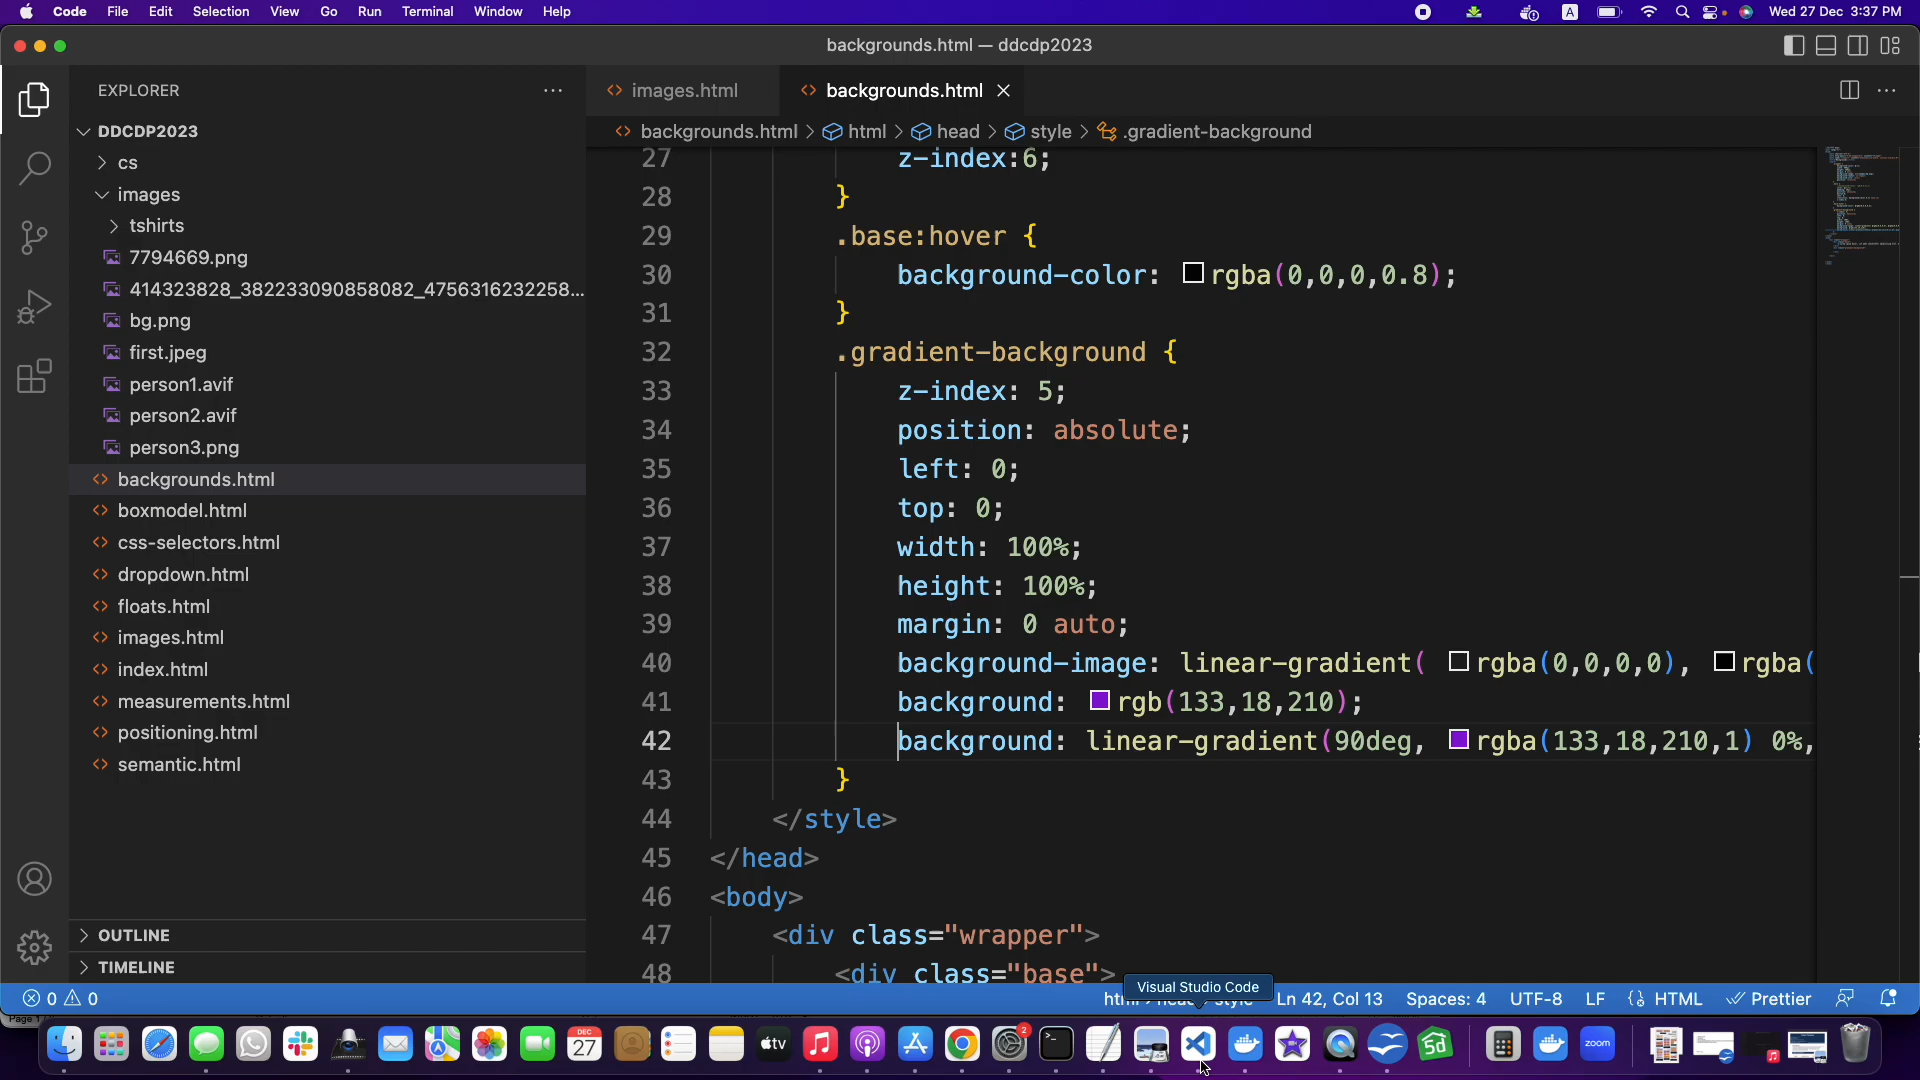 Code File Edit Selection View Go Run Terminal Window Help A Wed 27 Dec 3:37 PM
backgrounds.html — ddcdp2023
EXPLORER
images.html
backgrounds.html
backgrounds.html > html > head > style > .gradient-background
DDCDP2023
cs
images
tshirts
7794669.png
414323828_382233090858082_4756316232258...
bg.png
first.jpeg
person1.avif
person2.avif
person3.png
backgrounds.html
boxmodel.html
css-selectors.html
dropdown.html
floats.html
images.html
index.html
measurements.html
positioning.html
semantic.html
OUTLINE
TIMELINE
27 z-index:6;
28 }
29 .base:hover {
30 background-color: rgba(0,0,0,0.8);
31 }
32 .gradient-background {
33 z-index: 5;
34 position: absolute;
35 left: 0;
36 top: 0;
37 width: 100%;
38 height: 100%;
39 margin: 0 auto;
40 background-image: linear-gradient( rgba(0,0,0,0), rgba(
41 background: rgb(133,18,210);
42 background: linear-gradient(90deg, rgba(133,18,210,1) 0%,
43 }
44 </style>
45 </head>
46 <body>
47 <div class="wrapper">
48 <div class="base">
Visual Studio Code
0 0
Ln 42, Col 13 Spaces: 4 UTF-8 LF {} HTML Prettier
DEC
27
tv
2
zoom